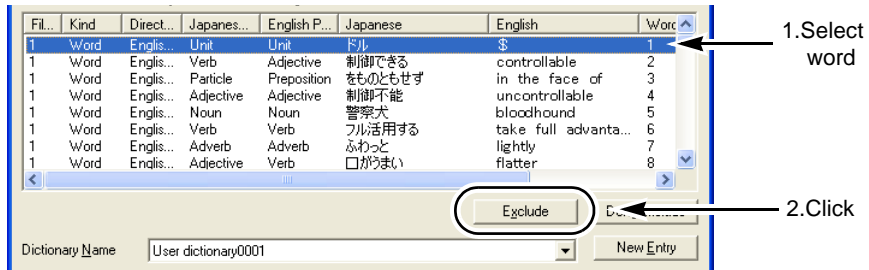 Fil... Kind Direct... Japanes... English P... Japanese English Word
1 Word Englis... Unit Unit ドル $ 1
1 Word Englis... Verb Adjective 制御できる controllable 2
1 Word Englis... Particle Preposition をものともせず in the face of 3
1 Word Englis... Adjective Adjective 制御不能 uncontrollable 4
1 Word Englis... Noun Noun 警察犬 bloodhound 5
1 Word Englis... Verb Verb フル活用する take full advanta... 6
1 Word Englis... Adverb Adverb ふわっと lightly 7
1 Word Englis... Adjective Verb 口がうまい flatter 8
1.Select
word
Exclude
2.Click
Dictionary Name User dictionary0001 New Entry